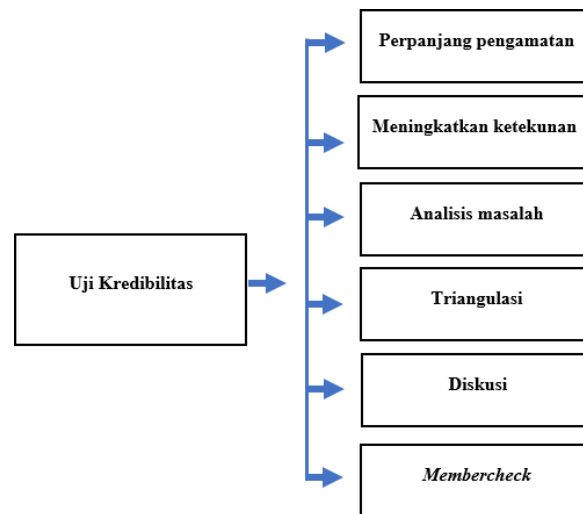 Perpanjang pengamatan
Meningkatkan ketekunan
Analisis masalah
Uji Kredibilitas
Triangulasi
Diskusi
Membercheck